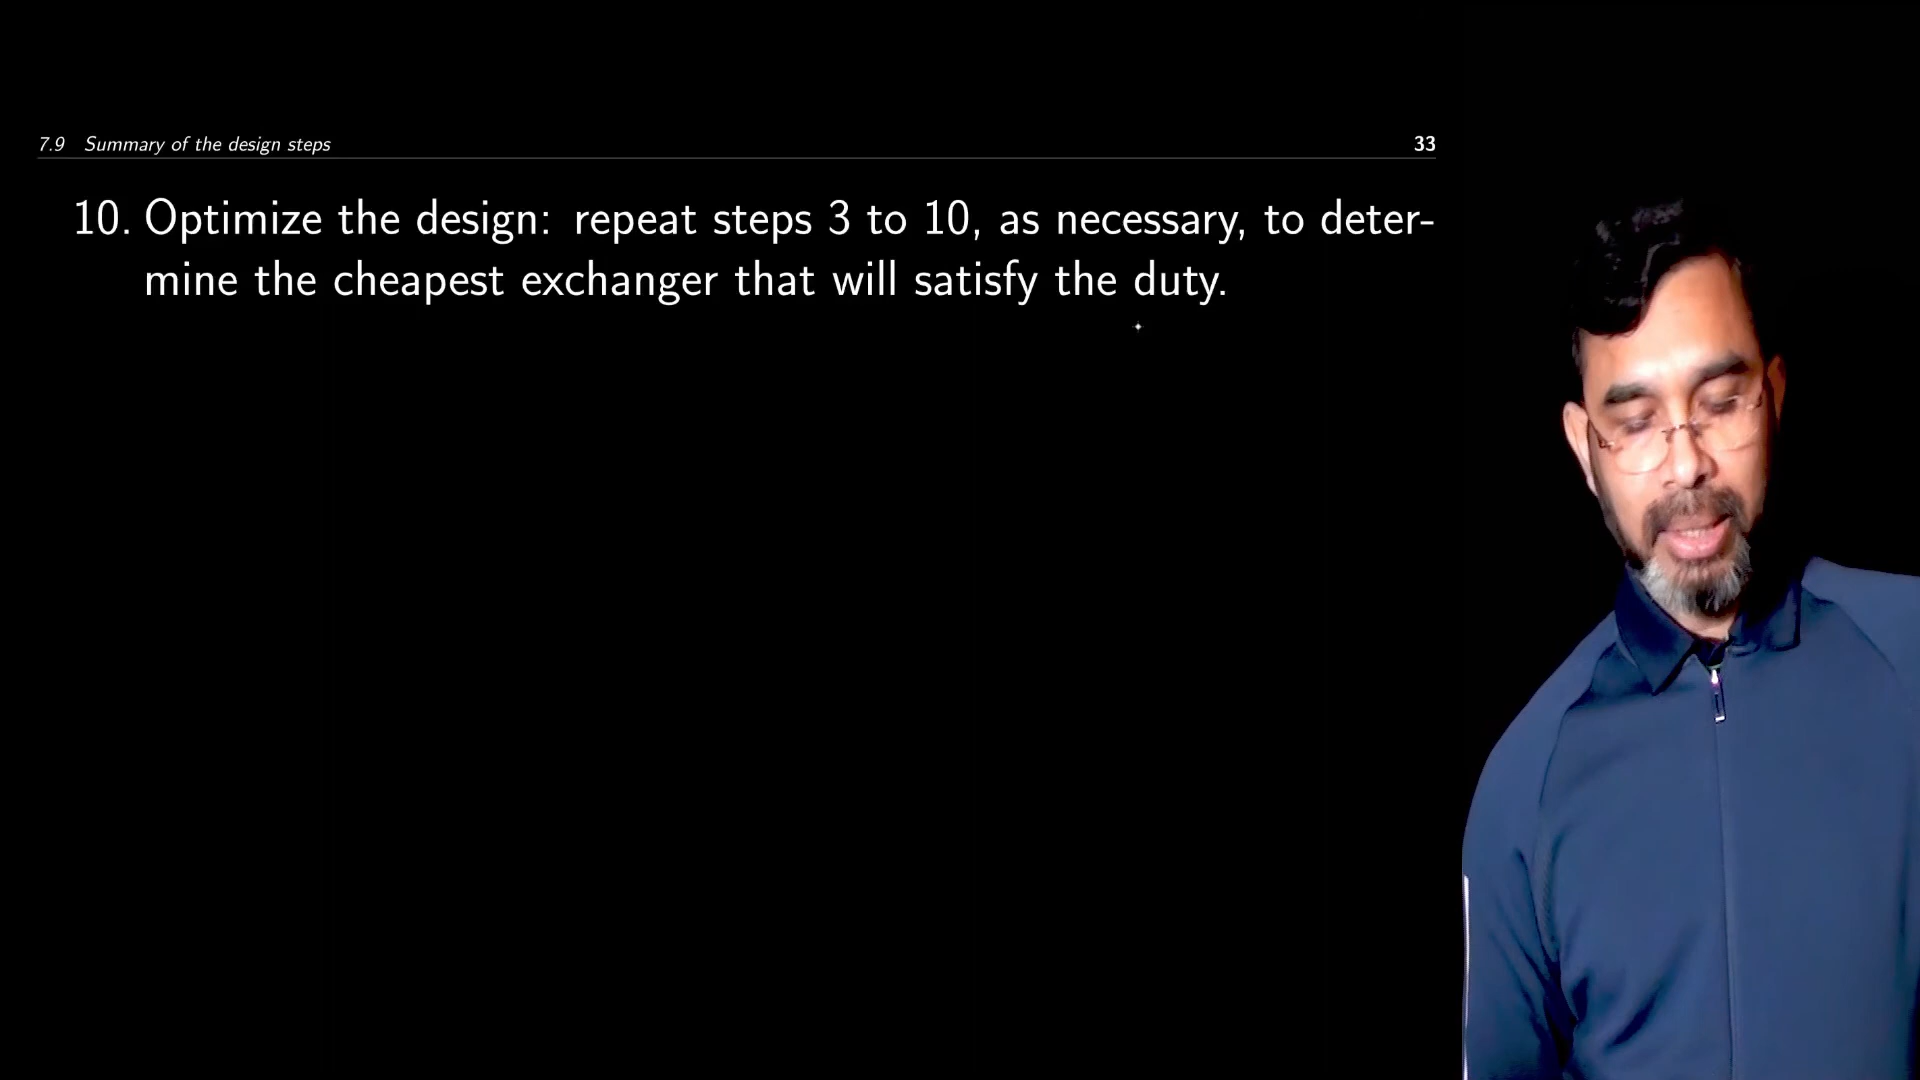 7.9 Summary of the design steps 33
10. Optimize the design: repeat steps 3 to 10, as necessary, to deter-
mine the cheapest exchanger that will satisfy the duty.